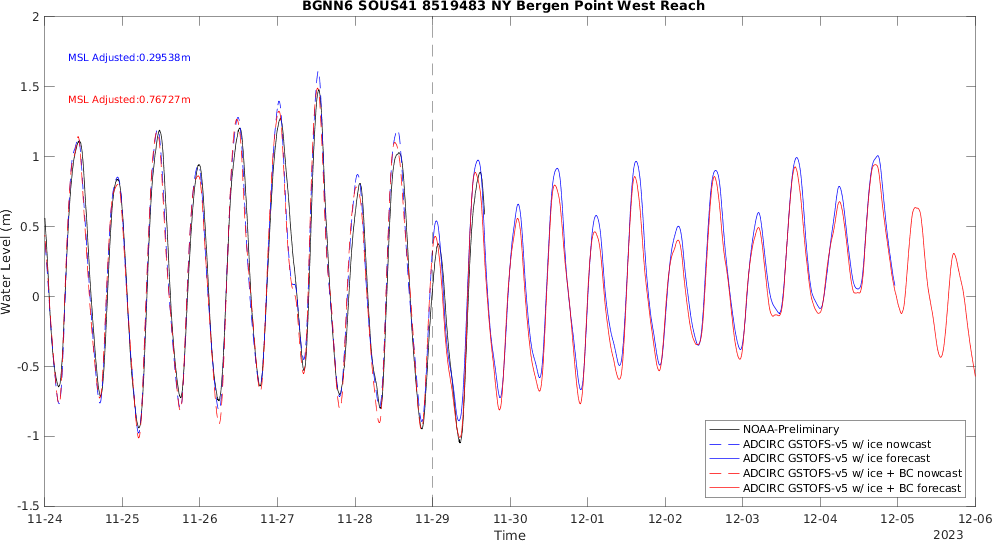 BGNN6 SOUS41 8519483 NY Bergen Point West Reach
MSL Adjusted:0.29538m
MSL Adjusted:0.76727m
Water Level (m)
2
1.5
1
0.5
0
-0.5
-1
-1.5
NOAA-Preliminary
ADCIRC GSTOFS-v5 w/ ice nowcast
ADCIRC GSTOFS-v5 w/ ice forecast
ADCIRC GSTOFS-v5 w/ ice + BC nowcast
ADCIRC GSTOFS-v5 w/ ice + BC forecast
11-24 11-25 11-26 11-27 11-28 11-29 11-30 12-01 12-02 12-03 12-04 12-05 12-06
Time
2023